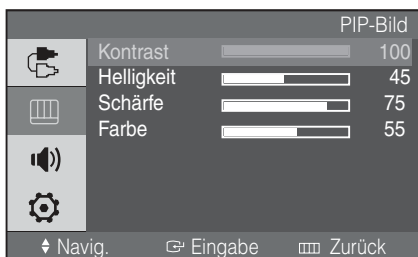 PIP-Bild
Kontrast 100
Helligkeit 45
Schärfe 75
Farbe 55
Navig. Eingabe Zurück